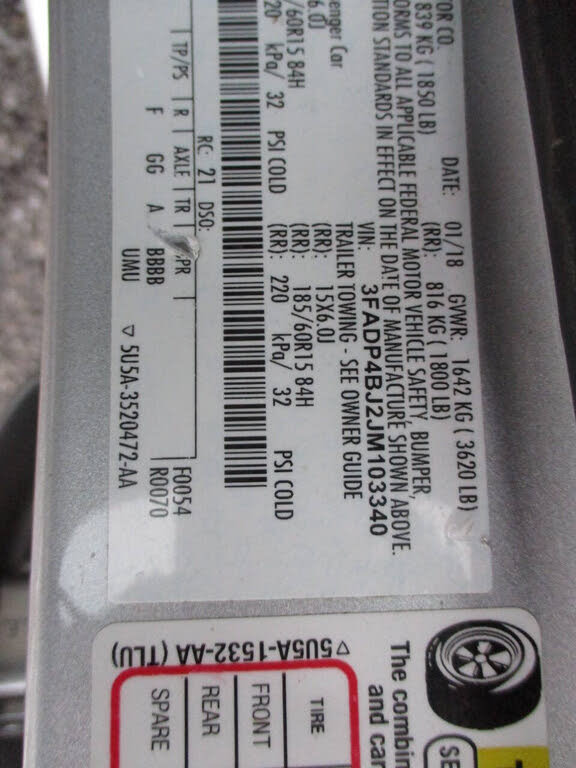 TOR CO.
DATE: 01/18 GVWR: 1642 KG ( 3620 LB)
839 KG ( 1850 LB) (RR): 816 KG ( 1800 LB)
ORMS TO ALL APPLICABLE FEDERAL MOTOR VEHICLE SAFETY, BUMPER,
TION STANDARDS IN EFFECT ON THE DATE OF MANUFACTURE SHOWN ABOVE.
VIN: 3FADP4BJ2JM103340
enger Car TRAILER TOWING - SEE OWNER GUIDE
6.0J (RR): 15X6.0J
/60R15 84H (RR): 185/60R15 84H
20 kPa/ 32 PSI COLD (RR): 220 kPa/ 32 PSI COLD
RC: 21 DSO: F0054
TP/PS R AXLE TR PR R0070
F GG A BBBB
UMU
▽ 5U5A-3520472-AA
▽ 5U5A-1532-AA (TLU)
The combin
and car
SE
TIRE
FRONT
REAR
SPARE